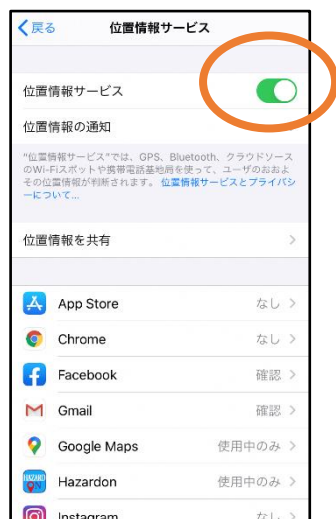 戻る 位置情報サービス
位置情報サービス
位置情報の通知
"位置情報サービス"では、GPS、Bluetooth、クラウドソース
のWi-Fiスポットや携帯電話基地局を使って、ユーザのおおよ
その位置情報が判断されます。 位置情報サービスとプライバシ
ーについて...
位置情報を共有
App Store なし
Chrome なし
Facebook 確認
Gmail 確認
Google Maps 使用中のみ
HAZARD ON Hazardon 使用中のみ
Instagram なし